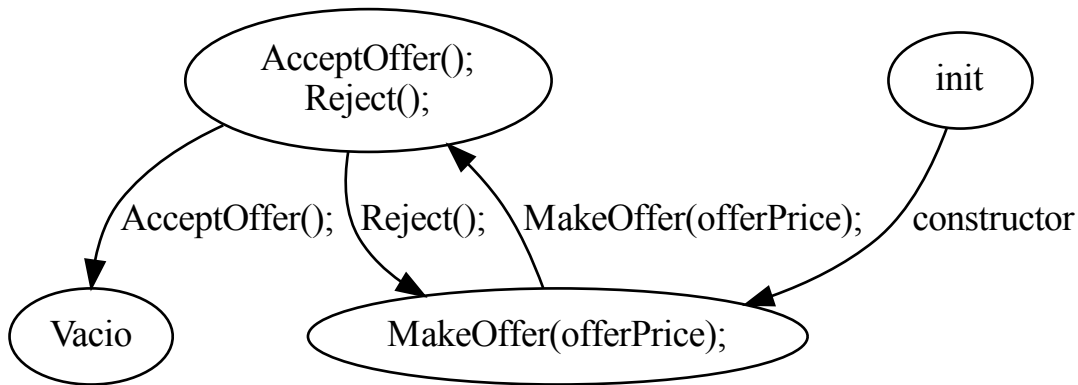 AcceptOffer();
Reject();
init
AcceptOffer();
Reject();
MakeOffer(offerPrice);
constructor
Vacio
MakeOffer(offerPrice);